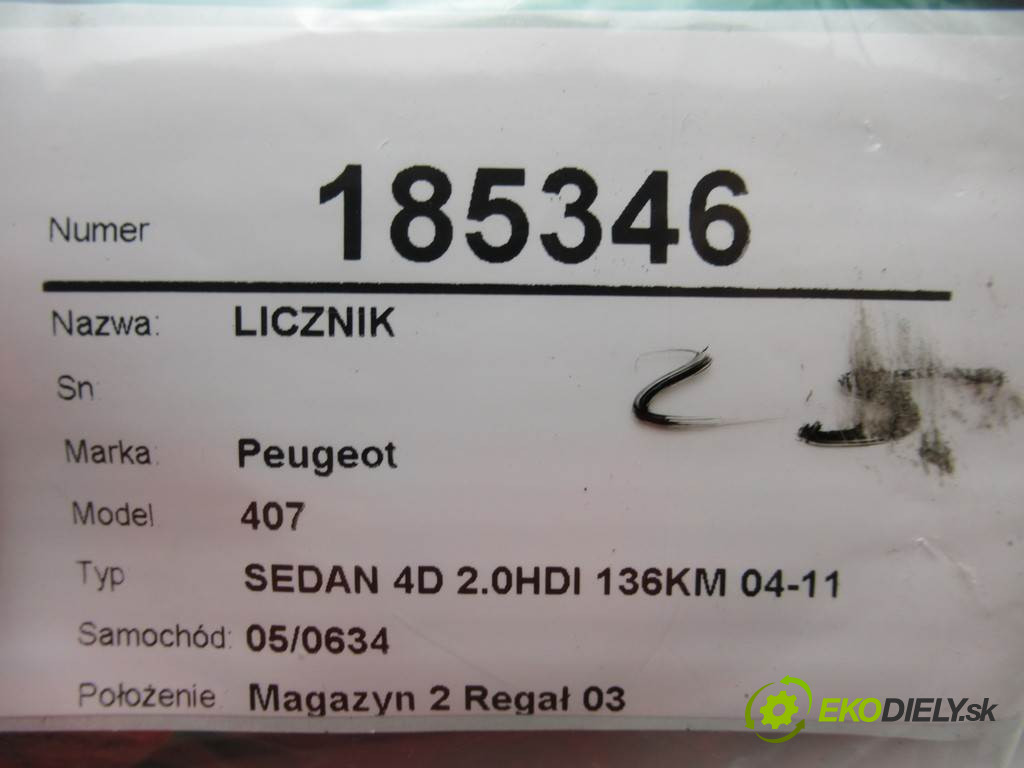 Numer 185346
Nazwa: LICZNIK
Sn
Marka: Peugeot
Model 407
Typ SEDAN 4D 2.0HDI 136KM 04-11
Samochód: 05/0634
Położenie Magazyn 2 Regał 03
EKODIELY.sk